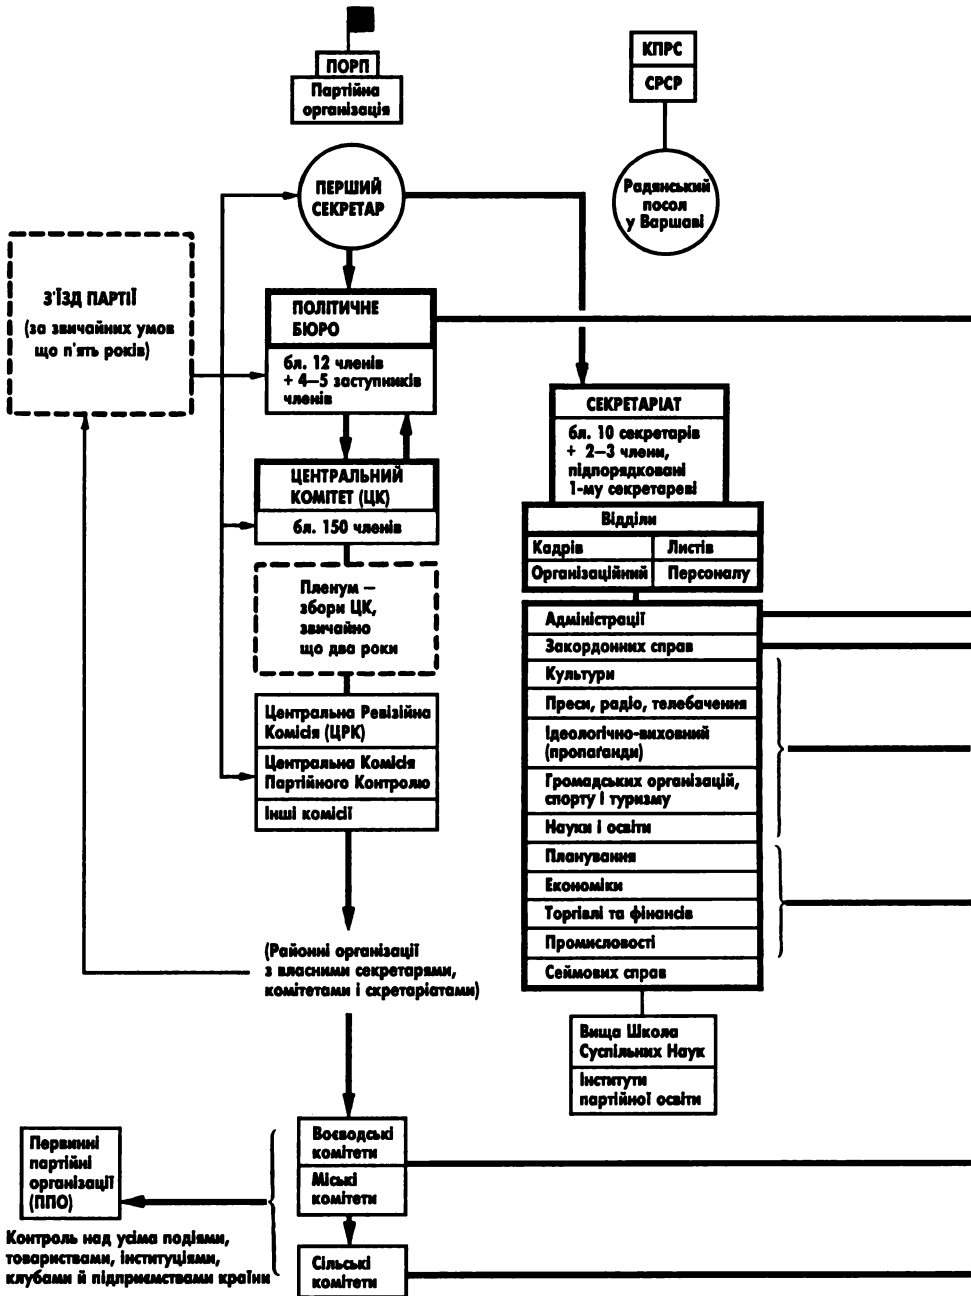 ПОРП
Партійна
організація
КПРС
СРСР
ПЕРШИЙ
СЕКРЕТАР
Радянський
посол
у Варшаві
З'ЇЗД ПАРТІЇ
(за звичайних умов
що п'ять років)
ПОЛІТИЧНЕ
БЮРО
бл. 12 членів
+ 4–5 заступників
членів
ЦЕНТРАЛЬНИЙ
КОМІТЕТ (ЦК)
бл. 150 членів
Пленум –
збори ЦК,
звичайно
що два роки
Центральна Ревізійна
Комісія (ЦРК)
Центральна Комісія
Партійного Контролю
Інші комісії
(Районні організації
з власними секретарями,
комітетами і скретаріатами)
СЕКРЕТАРІАТ
бл. 10 секретарів
+ 2–3 члени,
підпорядковані
1-му секретареві
Відділи
Кадрів
Листів
Організаційний
Персоналу
Адміністрації
Закордонних справ
Культури
Преси, радіо, телебачення
Ідеологічно-виховний
(пропаґанди)
Громадських організацій,
спорту і туризму
Науки і освіти
Планування
Економіки
Торгівлі та фінансів
Промисловості
Сеймових справ
Вища Школа
Суспільних Наук
Інститути
партійної освіти
Воєводські
комітети
Міські
комітети
Сільські
комітети
Первинні
партійні
організації
(ППО)
Контроль над усіма подіями,
товариствами, інституціями,
клубами й підприємствами країни